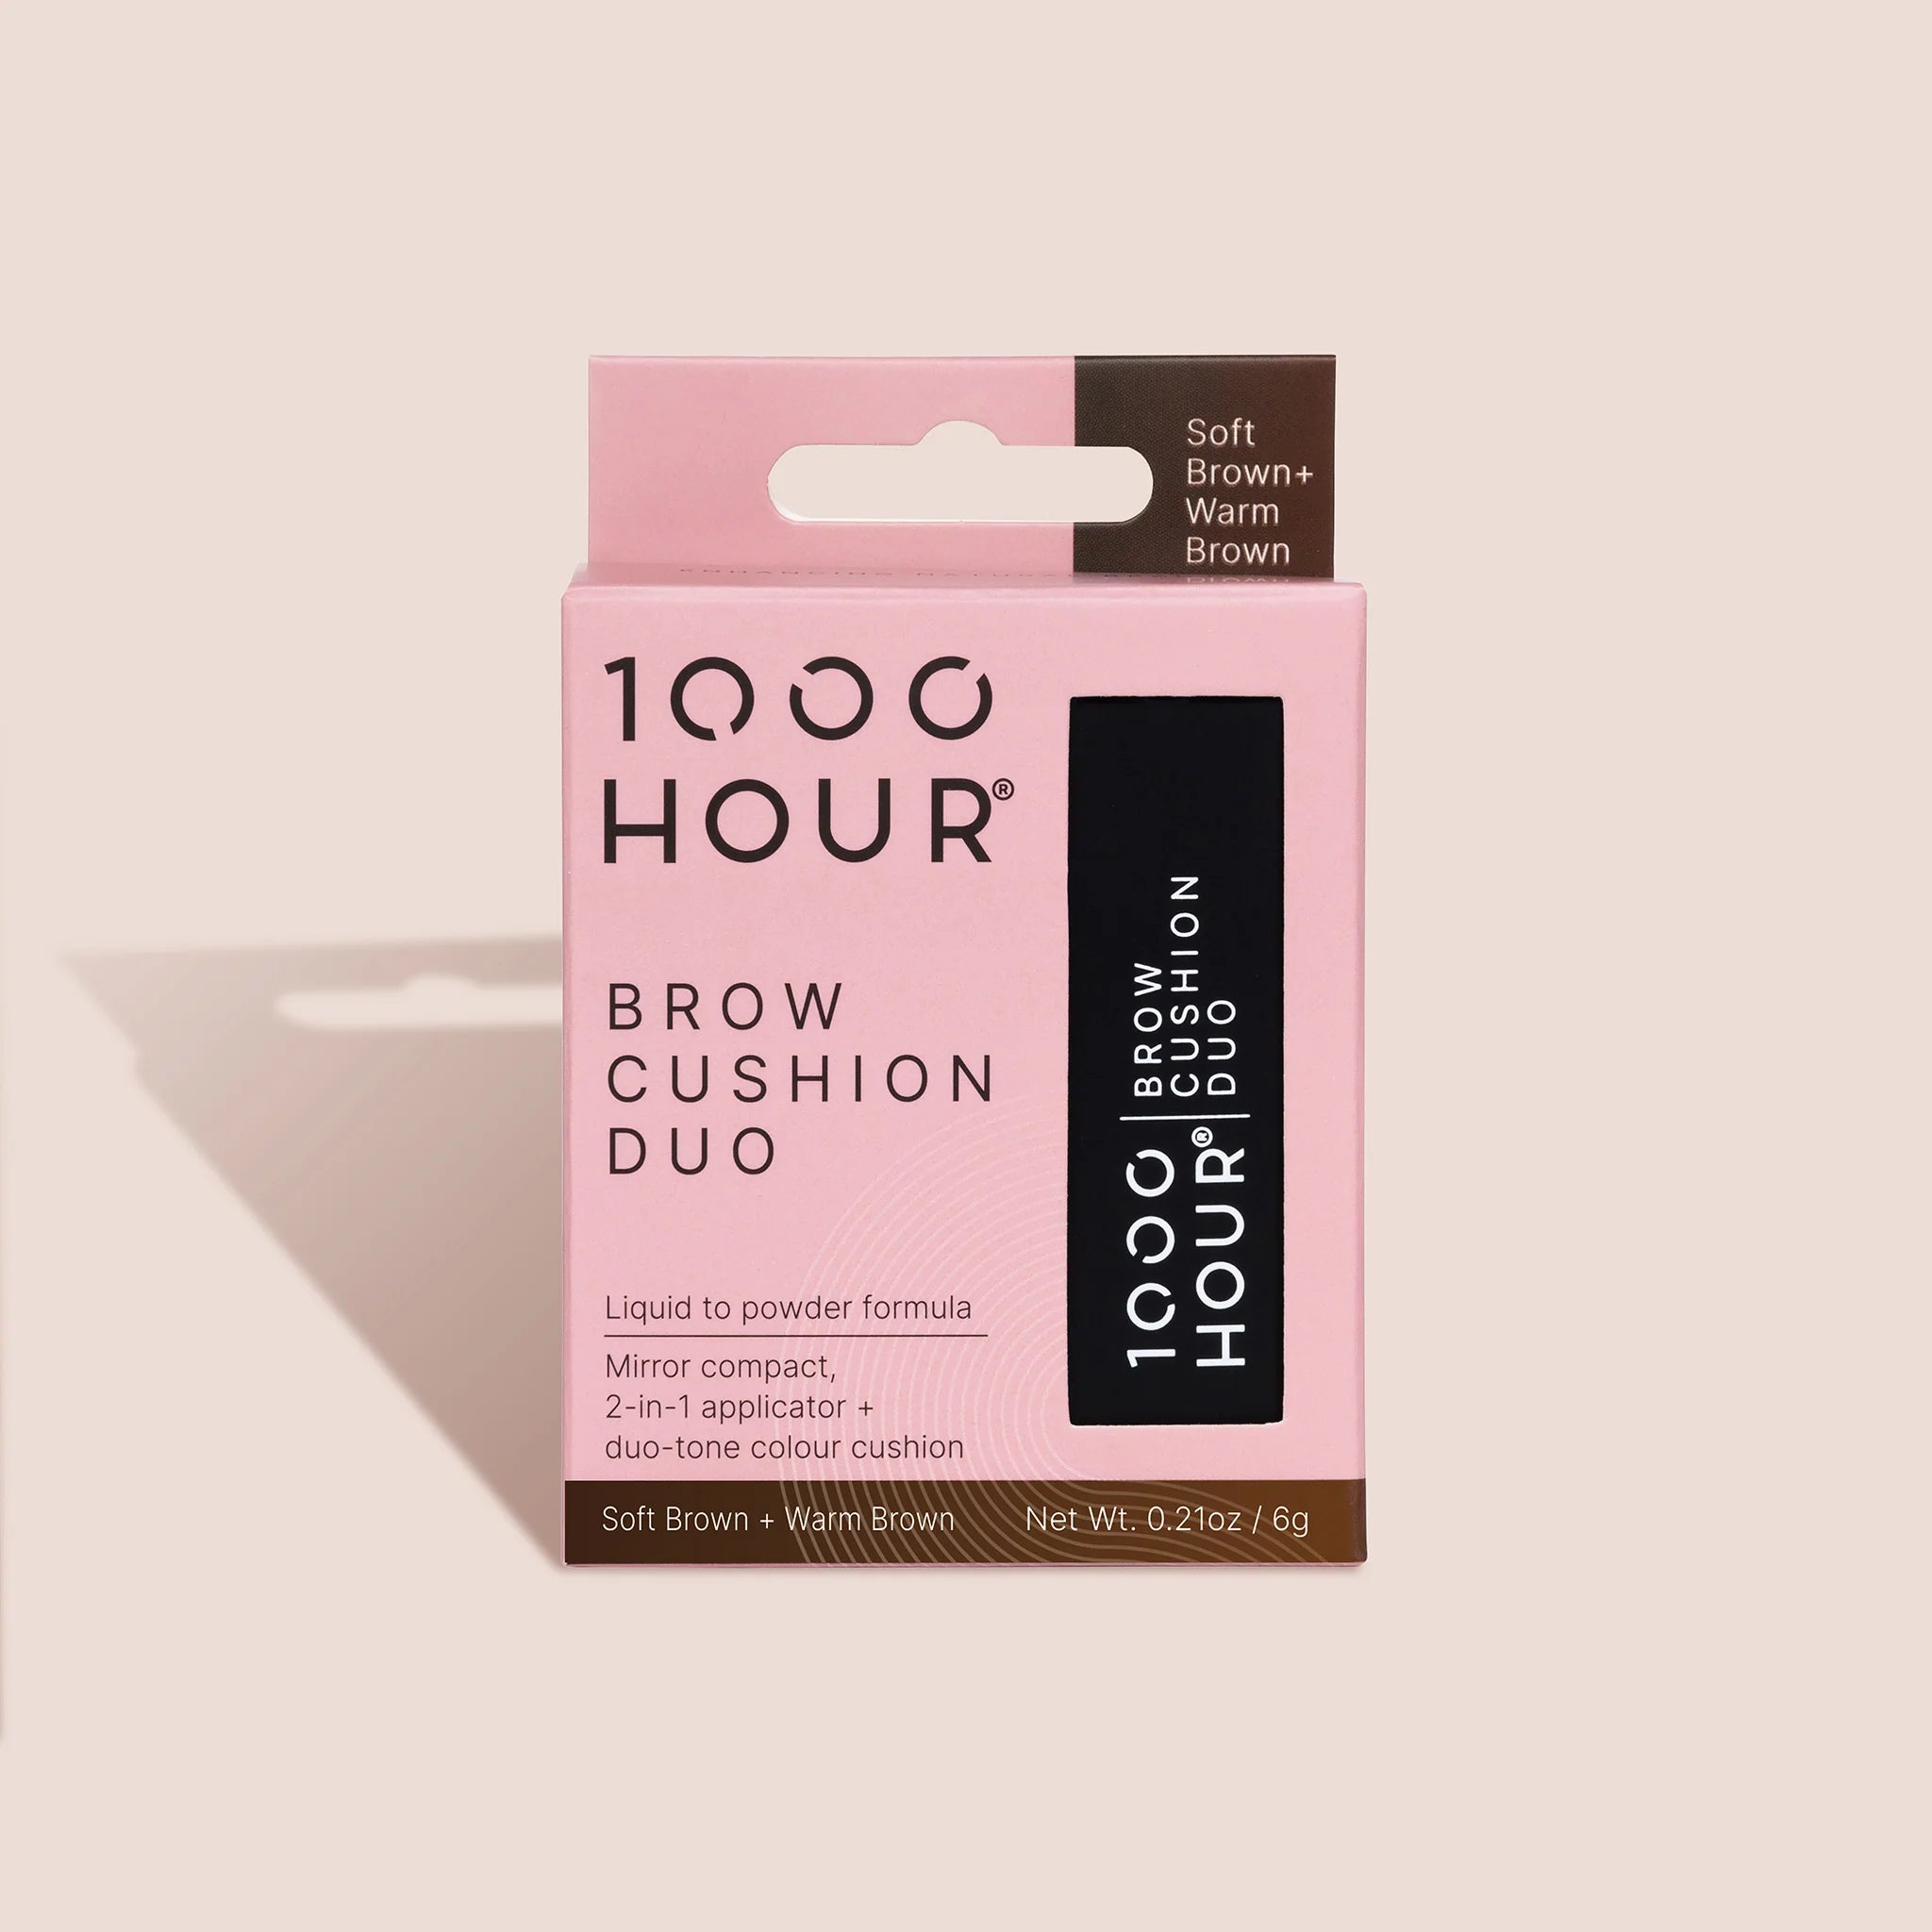 Soft
Brown+
Warm
Brown
1000
HOUR®
BROW
CUSHION
DUO
Liquid to powder formula
Mirror compact,
2-in-1 applicator +
duo-tone colour cushion
Soft Brown + Warm Brown
Net Wt. 0.21oz / 6g
1000
HOUR®
BROW
CUSHION
DUO